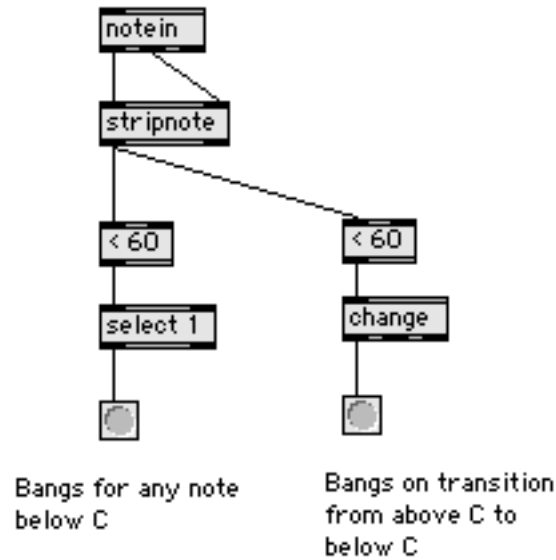 notein
stripnote
< 60
< 60
select 1
change
Bangs for any note
below C
Bangs on transition
from above C to
below C